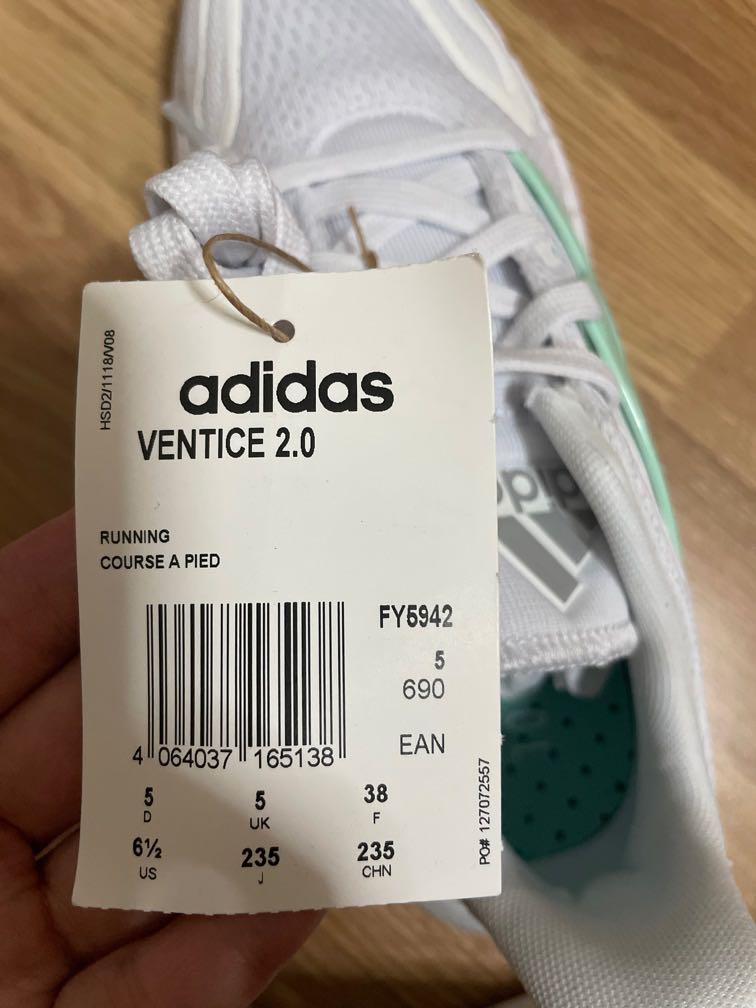 HSD2/1118/V08
adidas
VENTICE 2.0
RUNNING
COURSE A PIED
FY5942
5
690
EAN
4 064037 165138
5 D
5 UK
38 F
6½ US
235 J
235 CHN
PO# 127072557
adidas